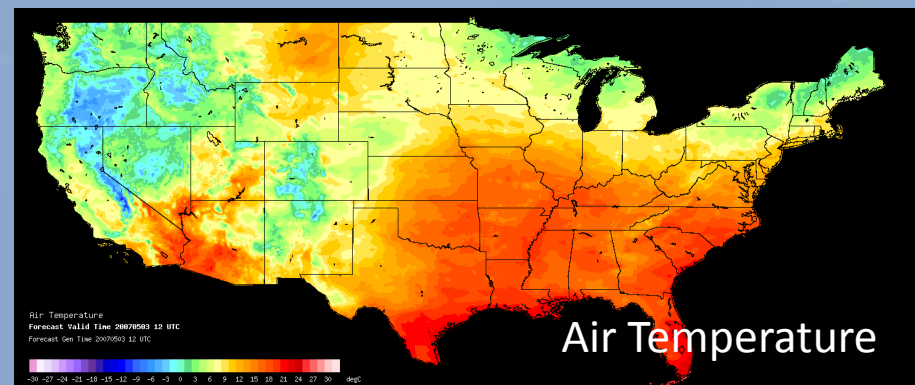 Air Temperature
Forecast Valid Time 20070503 12 UTC
Forecast Gen Time 20070503 12 UTC
Air Temperature
-30 -27 -24 -21 -18 -15 -12 -9 -6 -3 0 3 6 9 12 15 18 21 24 27 30 degC